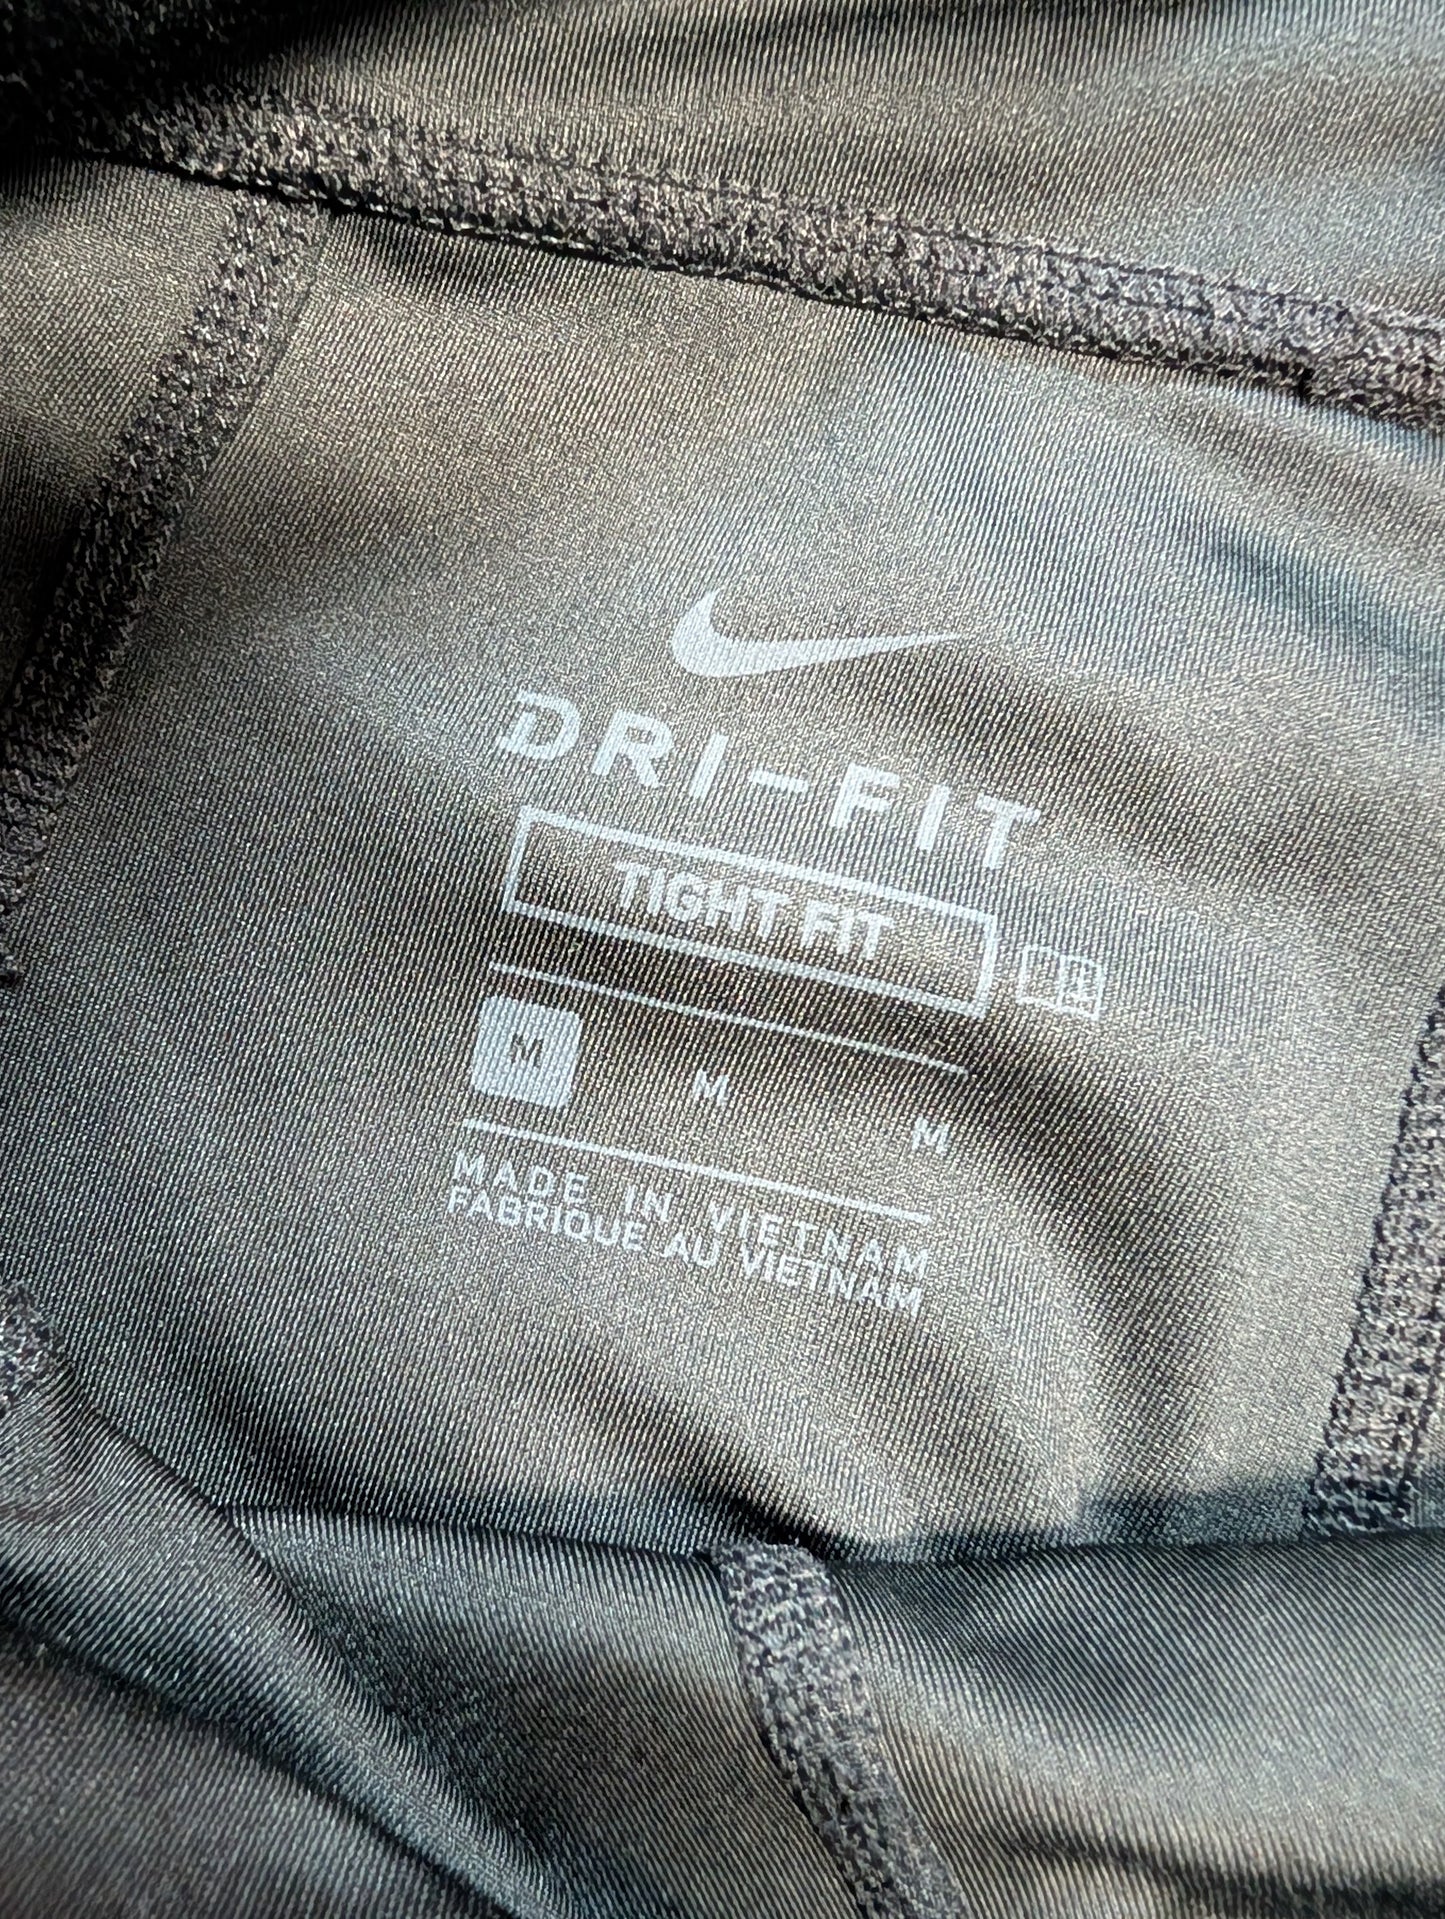 DRI-FIT
TIGHT FIT
M M M
MADE IN VIETNAM
FABRIQUE AU VIETNAM